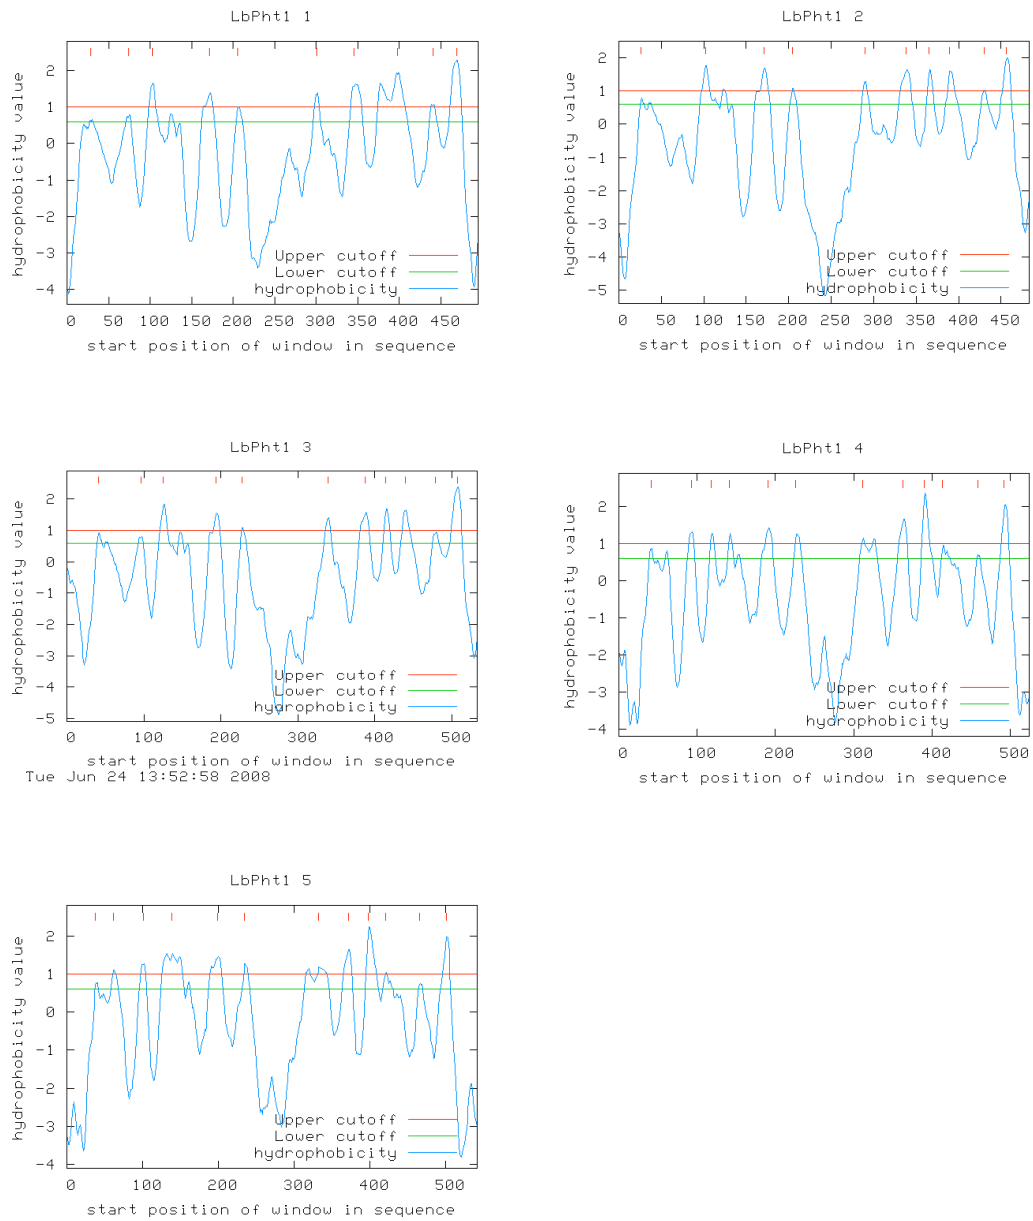 LbPht1 1
hydrophobicity value
2
1
0
-1
-2
-3
-4
Upper cutoff
Lower cutoff
hydrophobicity
0 50 100 150 200 250 300 350 400 450
start position of window in sequence
LbPht1 2
hydrophobicity value
2
1
0
-1
-2
-3
-4
-5
Upper cutoff
Lower cutoff
hydrophobicity
0 50 100 150 200 250 300 350 400 450
start position of window in sequence
LbPht1 3
hydrophobicity value
2
1
0
-1
-2
-3
-4
-5
Upper cutoff
Lower cutoff
hydrophobicity
0 100 200 300 400 500
start position of window in sequence
Tue Jun 24 13:52:58 2008
LbPht1 4
hydrophobicity value
2
1
0
-1
-2
-3
-4
Upper cutoff
Lower cutoff
hydrophobicity
0 100 200 300 400 500
start position of window in sequence
LbPht1 5
hydrophobicity value
2
1
0
-1
-2
-3
-4
Upper cutoff
Lower cutoff
hydrophobicity
0 100 200 300 400 500
start position of window in sequence